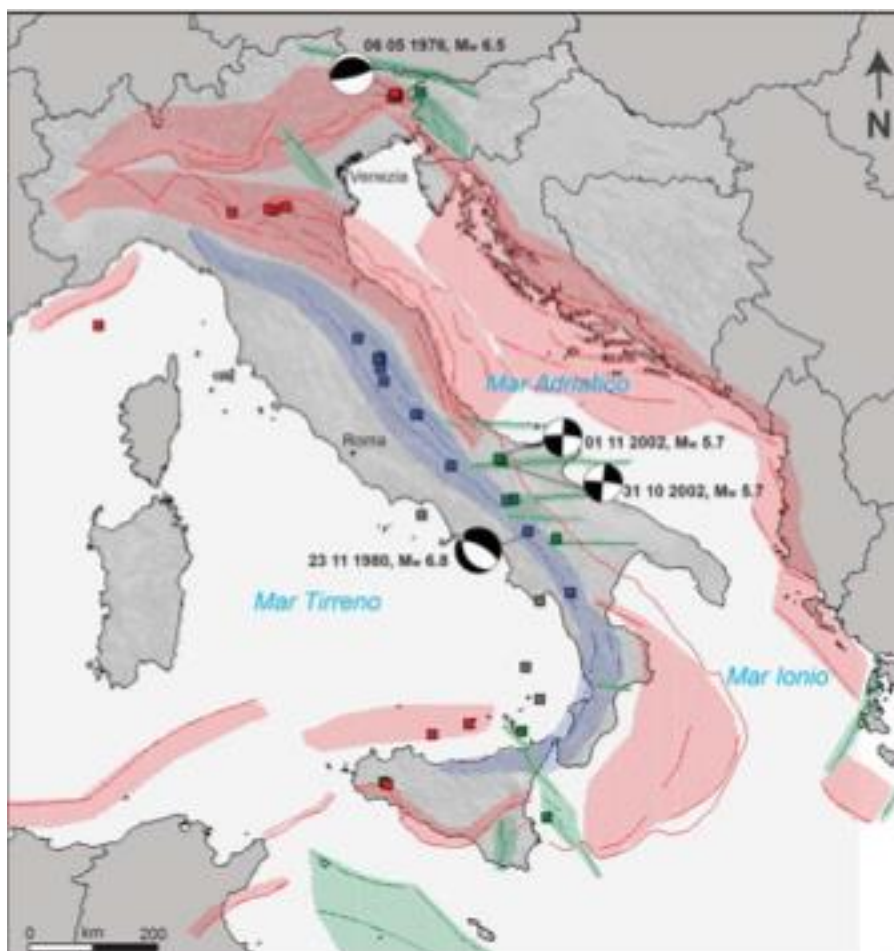 06 05 1976, Mw 6.5
N
Venezia
Mar Adriatico
Roma
01 11 2002, Mw 5.7
31 10 2002, Mw 5.7
23 11 1980, Mw 6.8
Mar Tirreno
Mar Ionio
0 km 200